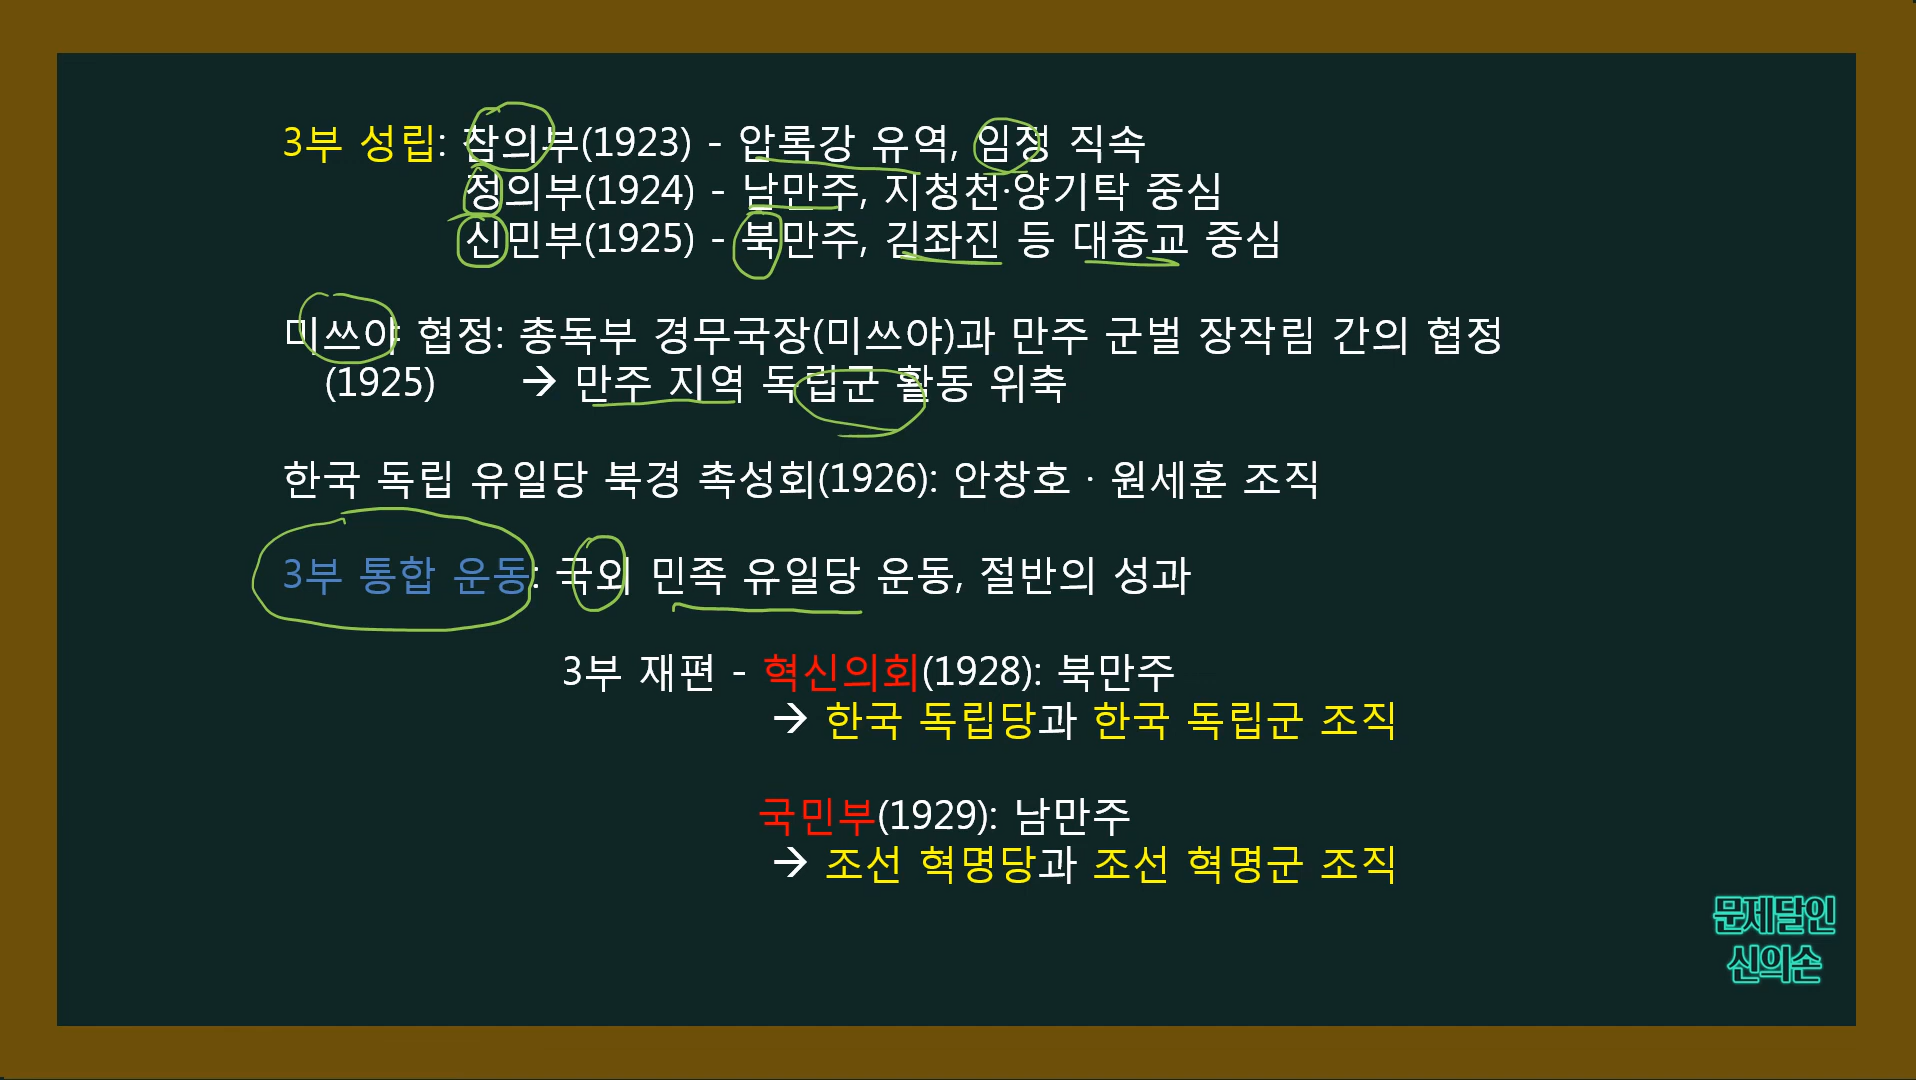 3부 성립: 참의부(1923) - 압록강 유역, 임정 직속
정의부(1924) - 남만주, 지청천·양기탁 중심
신민부(1925) - 북만주, 김좌진 등 대종교 중심
미쓰야 협정: 총독부 경무국장(미쓰야)과 만주 군벌 장작림 간의 협정
(1925) → 만주 지역 독립군 활동 위축
한국 독립 유일당 북경 촉성회(1926): 안창호 · 원세훈 조직
3부 통합 운동: 국외 민족 유일당 운동, 절반의 성과
3부 재편 - 혁신의회(1928): 북만주
→ 한국 독립당과 한국 독립군 조직
국민부(1929): 남만주
→ 조선 혁명당과 조선 혁명군 조직
문제달인
신의손